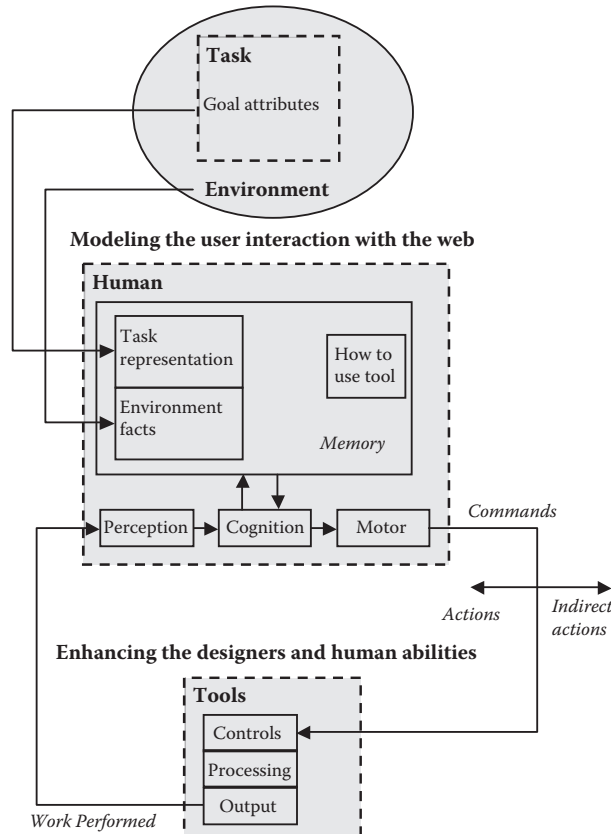 Task
Goal attributes
Environment
Modeling the user interaction with the web
Human
Task
representation
How to
use tool
Environment
facts
Memory
Perception
Cognition
Motor
Commands
Actions
Indirect
actions
Enhancing the designers and human abilities
Tools
Controls
Processing
Output
Work Performed